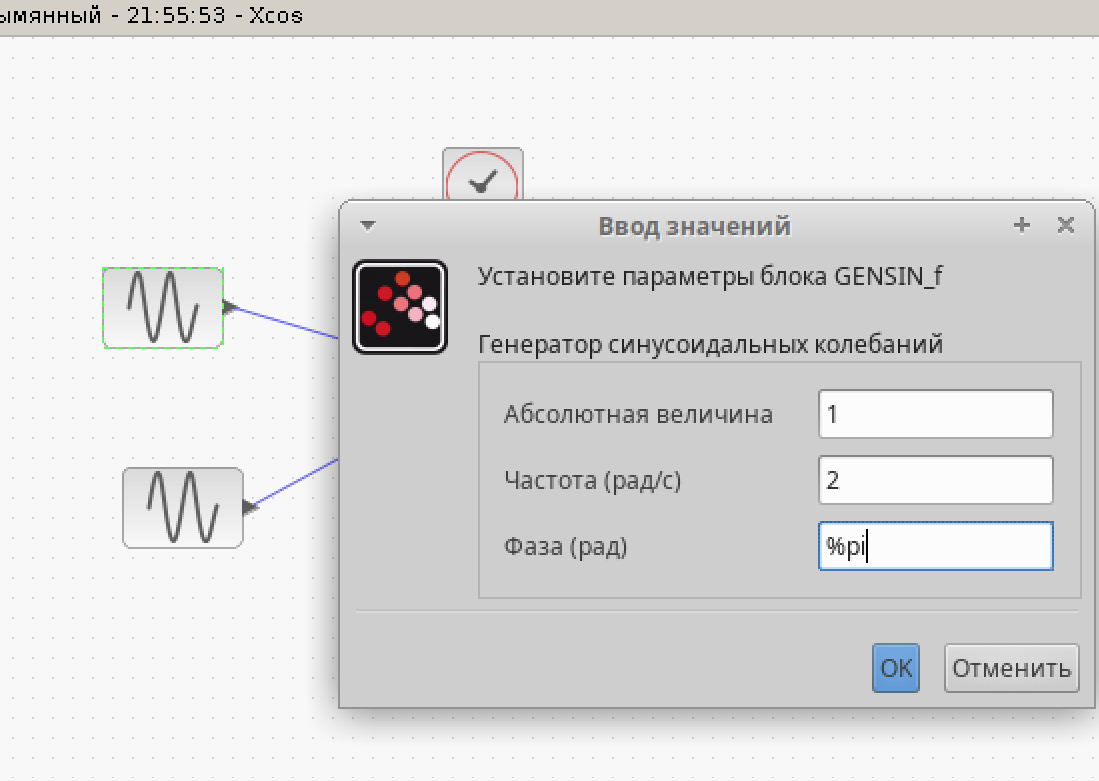 ымянный - 21:55:53 - Xcos
Ввод значений
Установите параметры блока GENSIN_f
Генератор синусоидальных колебаний
Абсолютная величина 1
Частота (рад/с) 2
Фаза (рад) %pi
OK Отменить